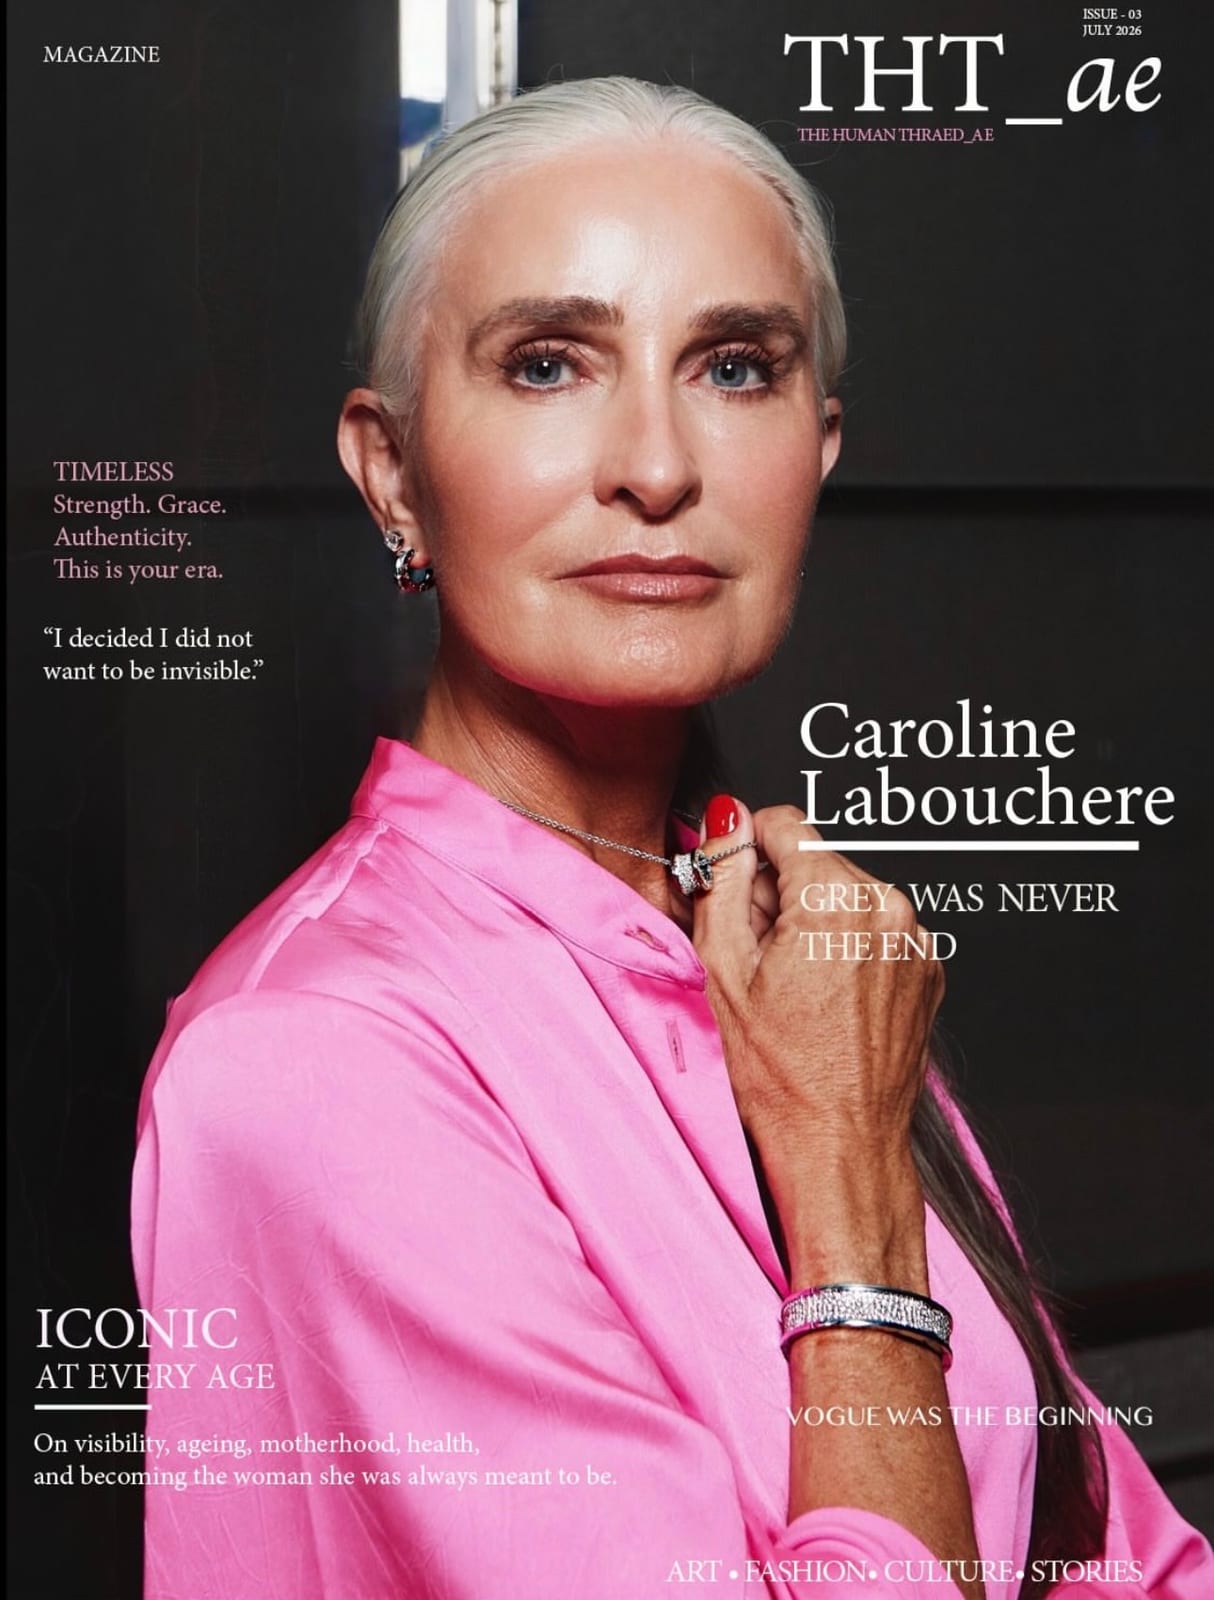 MAGAZINE
ISSUE - 03
JULY 2026
THT_ae
THE HUMAN THRAED_AE
TIMELESS
Strength. Grace.
Authenticity.
This is your era.
“I decided I did not
want to be invisible.”
Caroline
Labouchere
GREY WAS NEVER
THE END
ICONIC
AT EVERY AGE
On visibility, ageing, motherhood, health,
and becoming the woman she was always meant to be.
VOGUE WAS THE BEGINNING
ART • FASHION • CULTURE • STORIES